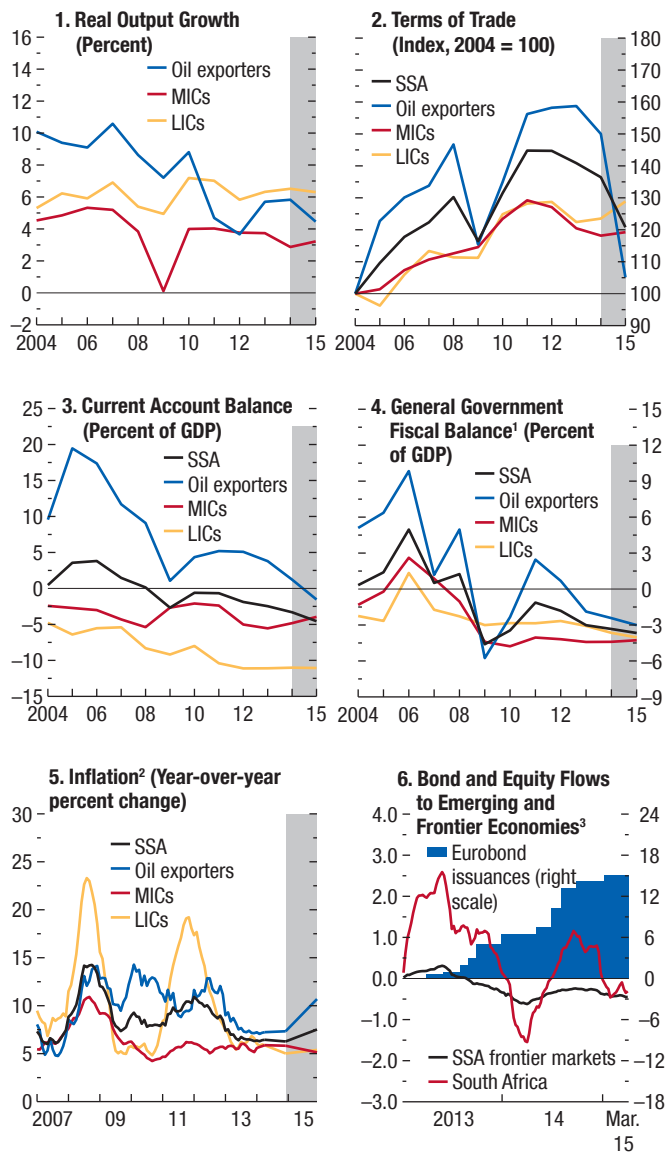 1. Real Output Growth
(Percent)
16
14
12
10
8
6
4
2
0
−2
Oil exporters
MICs
LICs
2004 06 08 10 12 15
2. Terms of Trade
(Index, 2004 = 100)
180
170
160
150
140
130
120
110
100
90
SSA
Oil exporters
MICs
LICs
2004 06 08 10 12 15
3. Current Account Balance
(Percent of GDP)
25
20
15
10
5
0
−5
−10
−15
SSA
Oil exporters
MICs
LICs
2004 06 08 10 12 15
4. General Government
Fiscal Balance¹ (Percent
of GDP)
15
12
9
6
3
0
−3
−6
−9
SSA
Oil exporters
MICs
LICs
2004 06 08 10 12 15
5. Inflation² (Year-over-year
percent change)
30
25
20
15
10
5
0
SSA
Oil exporters
MICs
LICs
2007 09 11 13 15
6. Bond and Equity Flows
to Emerging and
Frontier Economies³
4.0
3.0
2.0
1.0
0.0
−1.0
−2.0
−3.0
24
18
12
6
0
−6
−12
−18
Eurobond
issuances (right
scale)
SSA frontier markets
South Africa
2013 14 Mar.
15